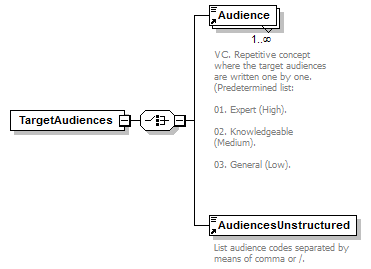 Audience
1..∞
VC. Repetitive concept
where the target audiences
are written one by one.
(Predetermined list:
01. Expert (High).
02. Knowledgeable
(Medium).
03. General (Low).
TargetAudiences
AudiencesUnstructured
List audience codes separated by
means of comma or /.